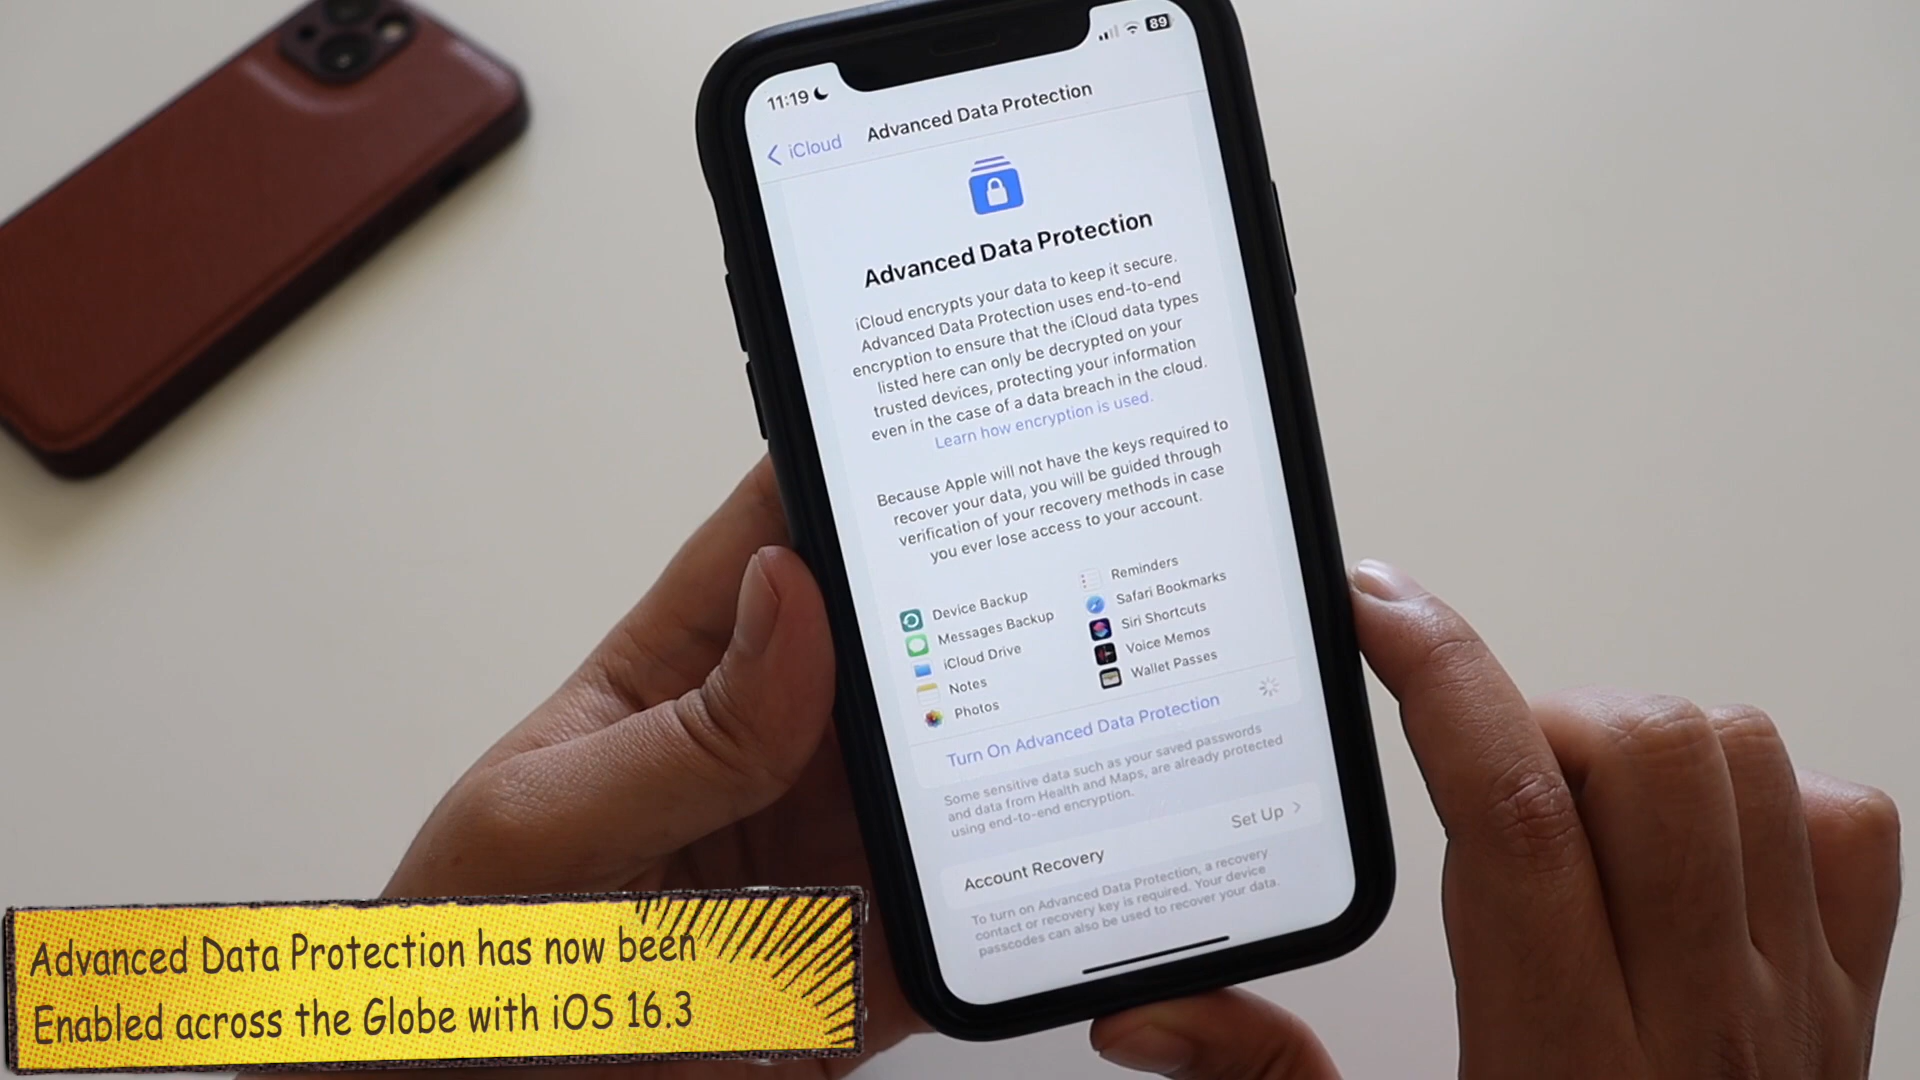 89
11:19
iCloud
Advanced Data Protection
Advanced Data Protection
iCloud encrypts your data to keep it secure.
Advanced Data Protection uses end-to-end
encryption to ensure that the iCloud data types
listed here can only be decrypted on your
trusted devices, protecting your information
even in the case of a data breach in the cloud.
Learn how encryption is used.
Because Apple will not have the keys required to
recover your data, you will be guided through
verification of your recovery methods in case
you ever lose access to your account.
Device Backup
Messages Backup
iCloud Drive
Notes
Photos
Reminders
Safari Bookmarks
Siri Shortcuts
Voice Memos
Wallet Passes
Turn On Advanced Data Protection
Some sensitive data such as your saved passwords
and data from Health and Maps, are already protected
using end-to-end encryption.
Account Recovery
Set Up
To turn on Advanced Data Protection, a recovery
contact or recovery key is required. Your device
passcodes can also be used to recover your data.
Advanced Data Protection has now been
Enabled across the Globe with iOS 16.3